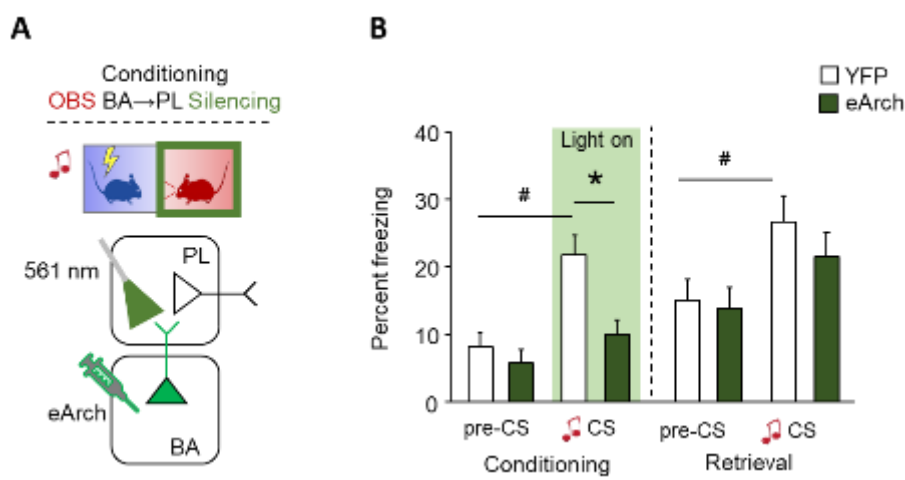 A
Conditioning
OBS BA→PL Silencing
PL
561 nm
eArch
BA
B
YFP
eArch
Light on
#
*
#
Percent freezing
40
30
20
10
0
pre-CS
CS
pre-CS
CS
Conditioning
Retrieval